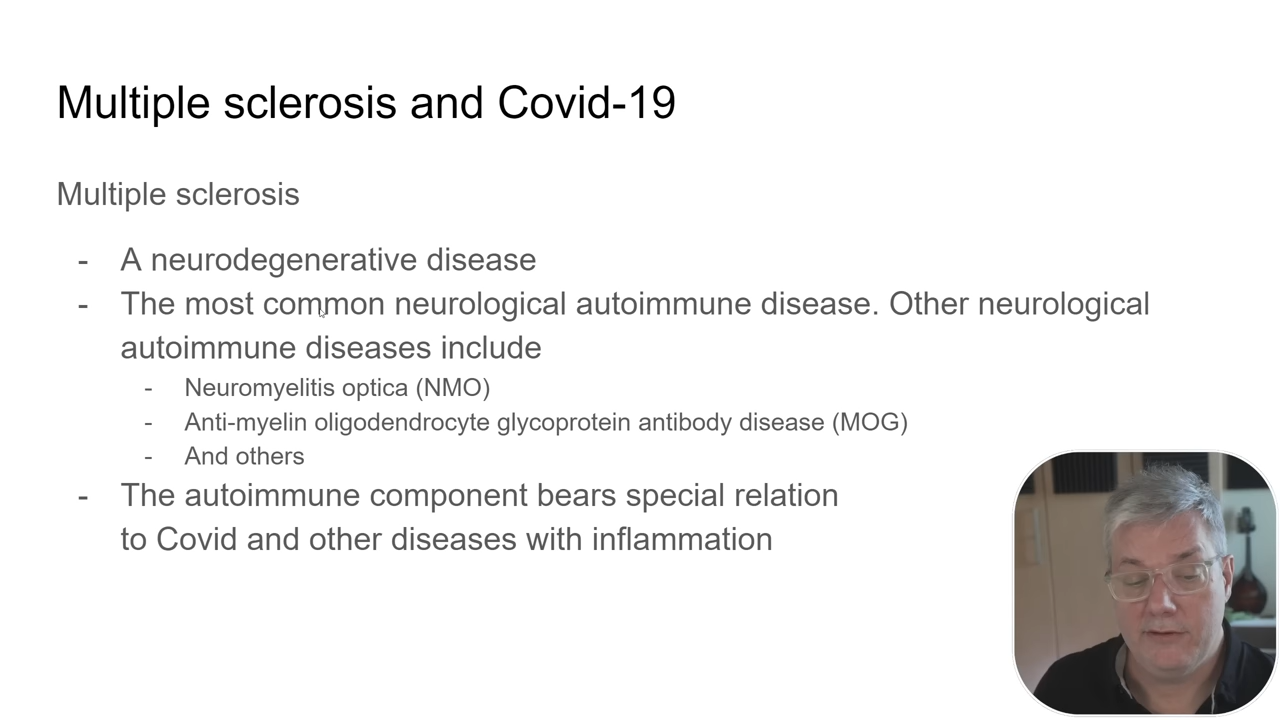 Multiple sclerosis and Covid-19
Multiple sclerosis
- A neurodegenerative disease
- The most common neurological autoimmune disease. Other neurological
autoimmune diseases include
- Neuromyelitis optica (NMO)
- Anti-myelin oligodendrocyte glycoprotein antibody disease (MOG)
- And others
- The autoimmune component bears special relation
to Covid and other diseases with inflammation